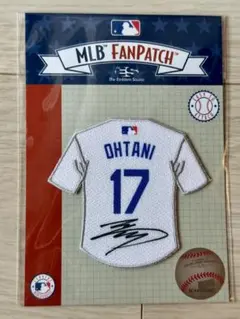 MLB FANPATCH
The Emblem Source
OHTANI
17